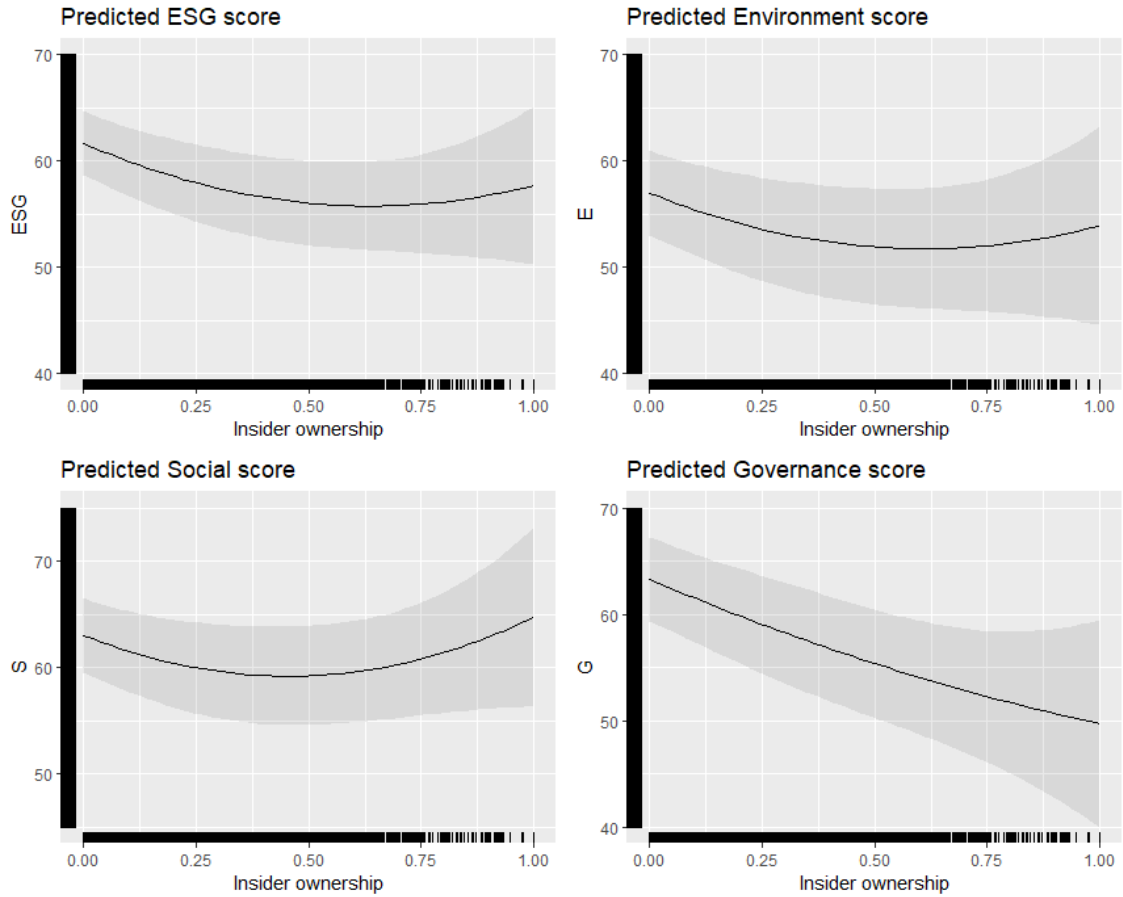 Predicted ESG score
70
60
50
40
ESG
0.00 0.25 0.50 0.75 1.00
Insider ownership
Predicted Environment score
70
60
50
40
E
0.00 0.25 0.50 0.75 1.00
Insider ownership
Predicted Social score
70
60
50
S
0.00 0.25 0.50 0.75 1.00
Insider ownership
Predicted Governance score
70
60
50
40
G
0.00 0.25 0.50 0.75 1.00
Insider ownership